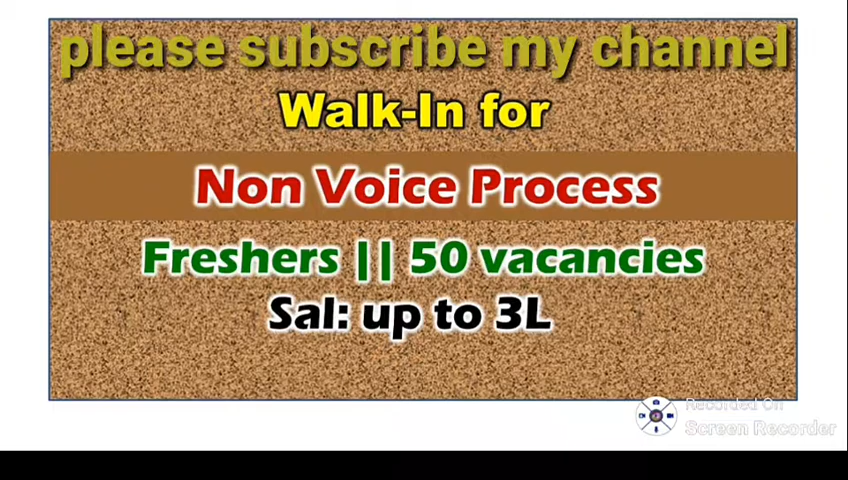 please subscribe my channel
Walk-In for
Non Voice Process
Freshers || 50 vacancies
Sal: up to 3L
Recorded On
Screen Recorder